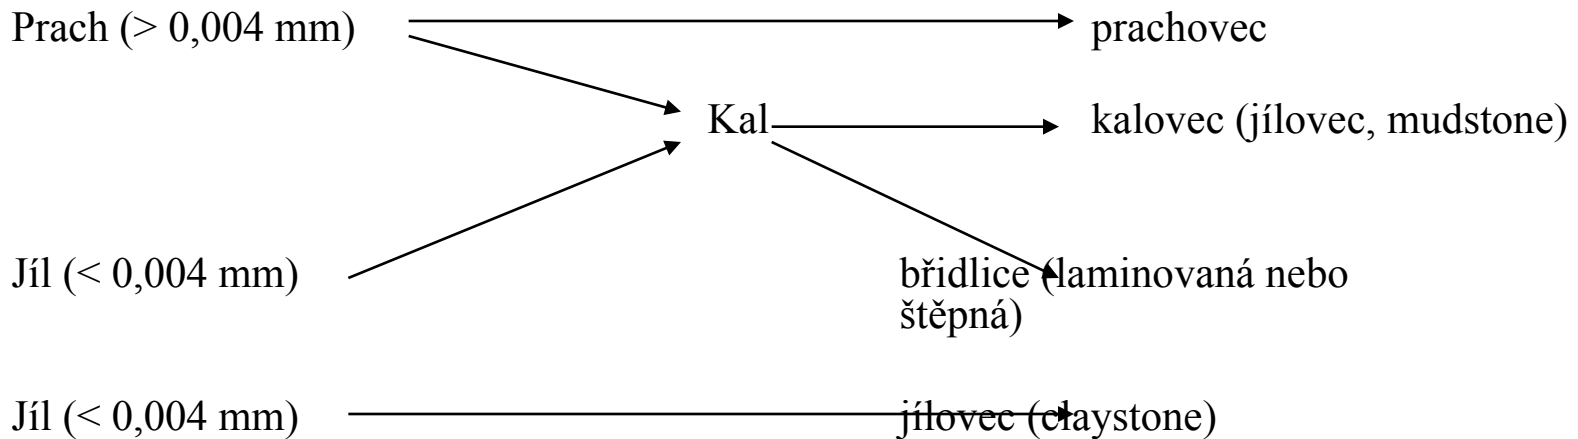 Prach (> 0,004 mm)
prachovec
Kal
kalovec (jílovec, mudstone)
Jíl (< 0,004 mm)
břidlice (laminovaná nebo
štěpná)
Jíl (< 0,004 mm)
jílovec (claystone)